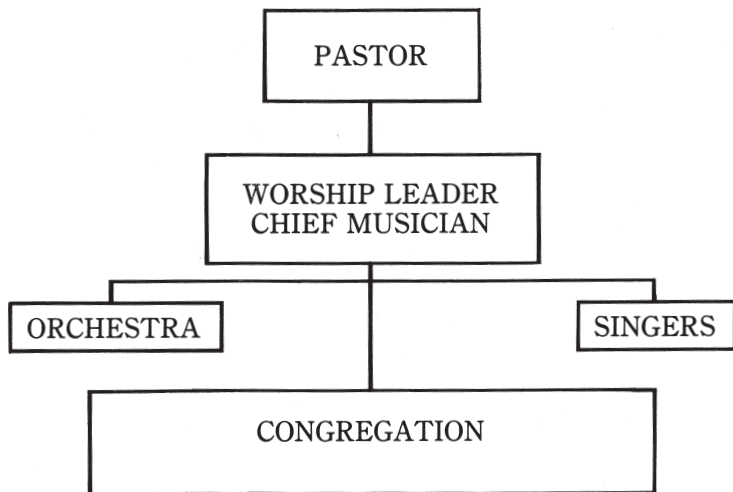 PASTOR
WORSHIP LEADER
CHIEF MUSICIAN
ORCHESTRA
SINGERS
CONGREGATION